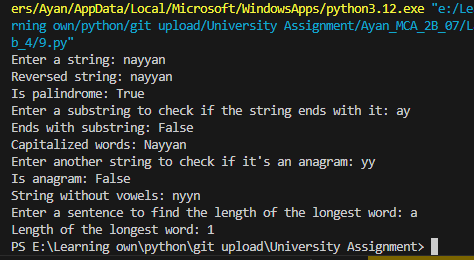 ers/Ayan/AppData/Local/Microsoft/WindowsApps/python3.12.exe "e:/Lea
rning own/python/git upload/University Assignment/Ayan_MCA_2B_07/L
b_4/9.py"
Enter a string: nayyan
Reversed string: nayyan
Is palindrome: True
Enter a substring to check if the string ends with it: ay
Ends with substring: False
Capitalized words: Nayyan
Enter another string to check if it's an anagram: yy
Is anagram: False
String without vowels: nyyn
Enter a sentence to find the length of the longest word: a
Length of the longest word: 1
PS E:\Learning own\python\git upload\University Assignment>